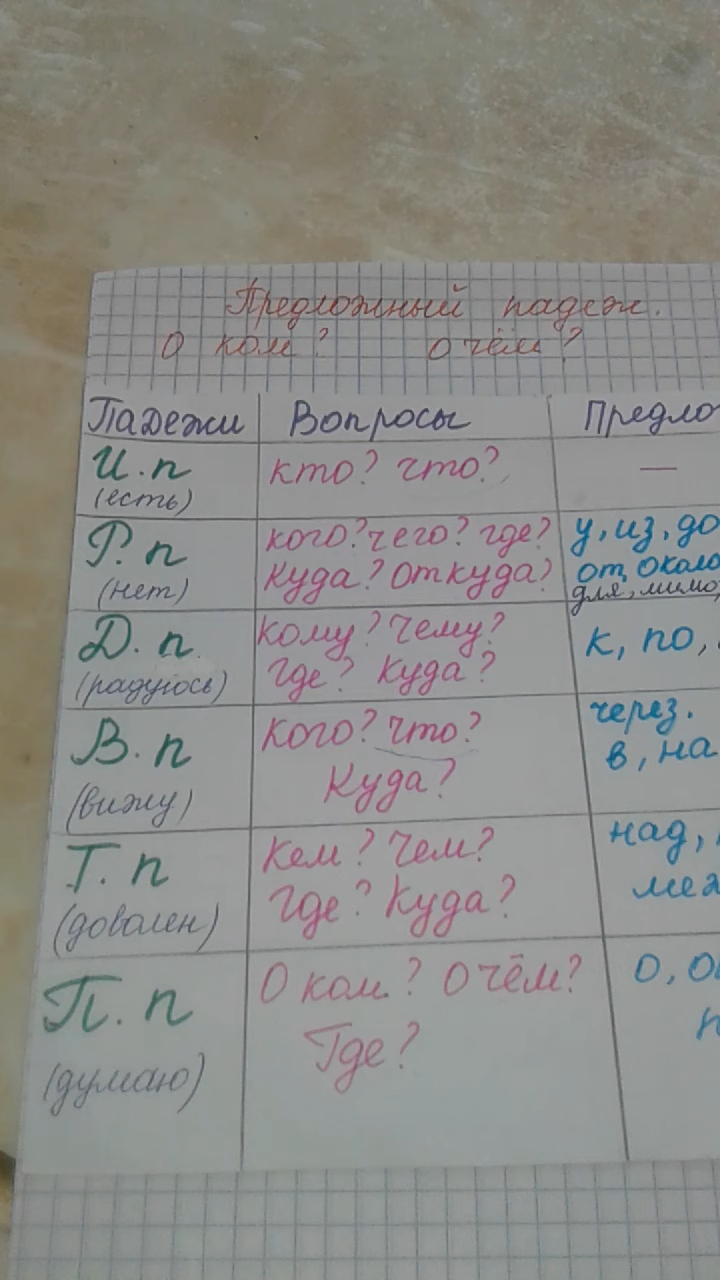 Предложный падеж.
О ком? О чём?
Падежи Вопросы
И.п кто? что? —
(есть)
Р.п кого? чего? где? у, из, до
(нет) куда? откуда? от, около
для, мимо,
Д.п кому? чему? к, по,
(радуюсь) где? куда?
В.п кого? что? через.
(вижу) куда? в, на
Т.п кем? чем? над,
(доволен) где? куда?
П.п О ком? О чём? о,
(думаю) Где?